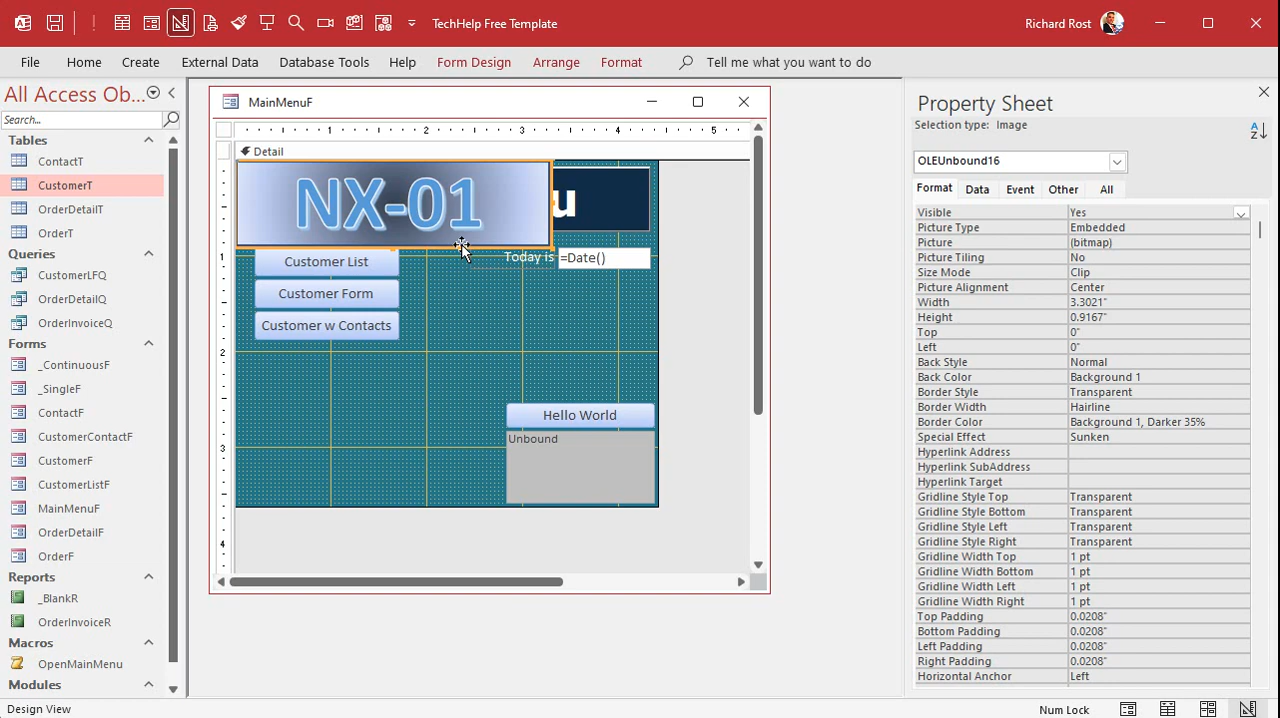 TechHelp Free Template
Richard Rost
File
Home
Create
External Data
Database Tools
Help
Form Design
Arrange
Format
Tell me what you want to do
All Access Ob...
Search...
Tables
ContactT
CustomerT
OrderDetailT
OrderT
Queries
CustomerLFQ
OrderDetailQ
OrderInvoiceQ
Forms
_ContinuousF
_SingleF
ContactF
CustomerContactF
CustomerF
CustomerListF
MainMenuF
OrderDetailF
OrderF
Reports
_BlankR
OrderInvoiceR
Macros
OpenMainMenu
Modules
MainMenuF
1 2 3 4 5
Detail
NX-01
u
Today is =Date()
Customer List
Customer Form
Customer w Contacts
Hello World
Unbound
1
2
3
4
Property Sheet
Selection type: Image
OLEUnbound16
Format Data Event Other All
Visible Yes
Picture Type Embedded
Picture (bitmap)
Picture Tiling No
Size Mode Clip
Picture Alignment Center
Width 3.3021"
Height 0.9167"
Top 0"
Left 0"
Back Style Normal
Back Color Background 1
Border Style Transparent
Border Width Hairline
Border Color Background 1, Darker 35%
Special Effect Sunken
Hyperlink Address
Hyperlink SubAddress
Hyperlink Target
Gridline Style Top Transparent
Gridline Style Bottom Transparent
Gridline Style Left Transparent
Gridline Style Right Transparent
Gridline Width Top 1 pt
Gridline Width Bottom 1 pt
Gridline Width Left 1 pt
Gridline Width Right 1 pt
Top Padding 0.0208"
Bottom Padding 0.0208"
Left Padding 0.0208"
Right Padding 0.0208"
Horizontal Anchor Left
Design View
Num Lock